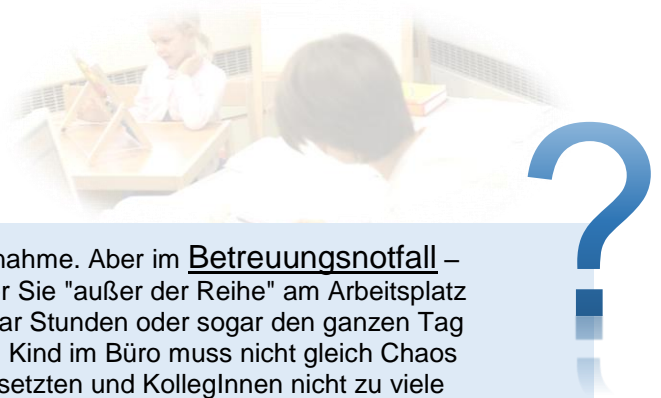 nahme. Aber im Betreuungsnotfall –
r Sie "außer der Reihe" am Arbeitsplatz
ar Stunden oder sogar den ganzen Tag
Kind im Büro muss nicht gleich Chaos
setzten und KollegInnen nicht zu viele
?